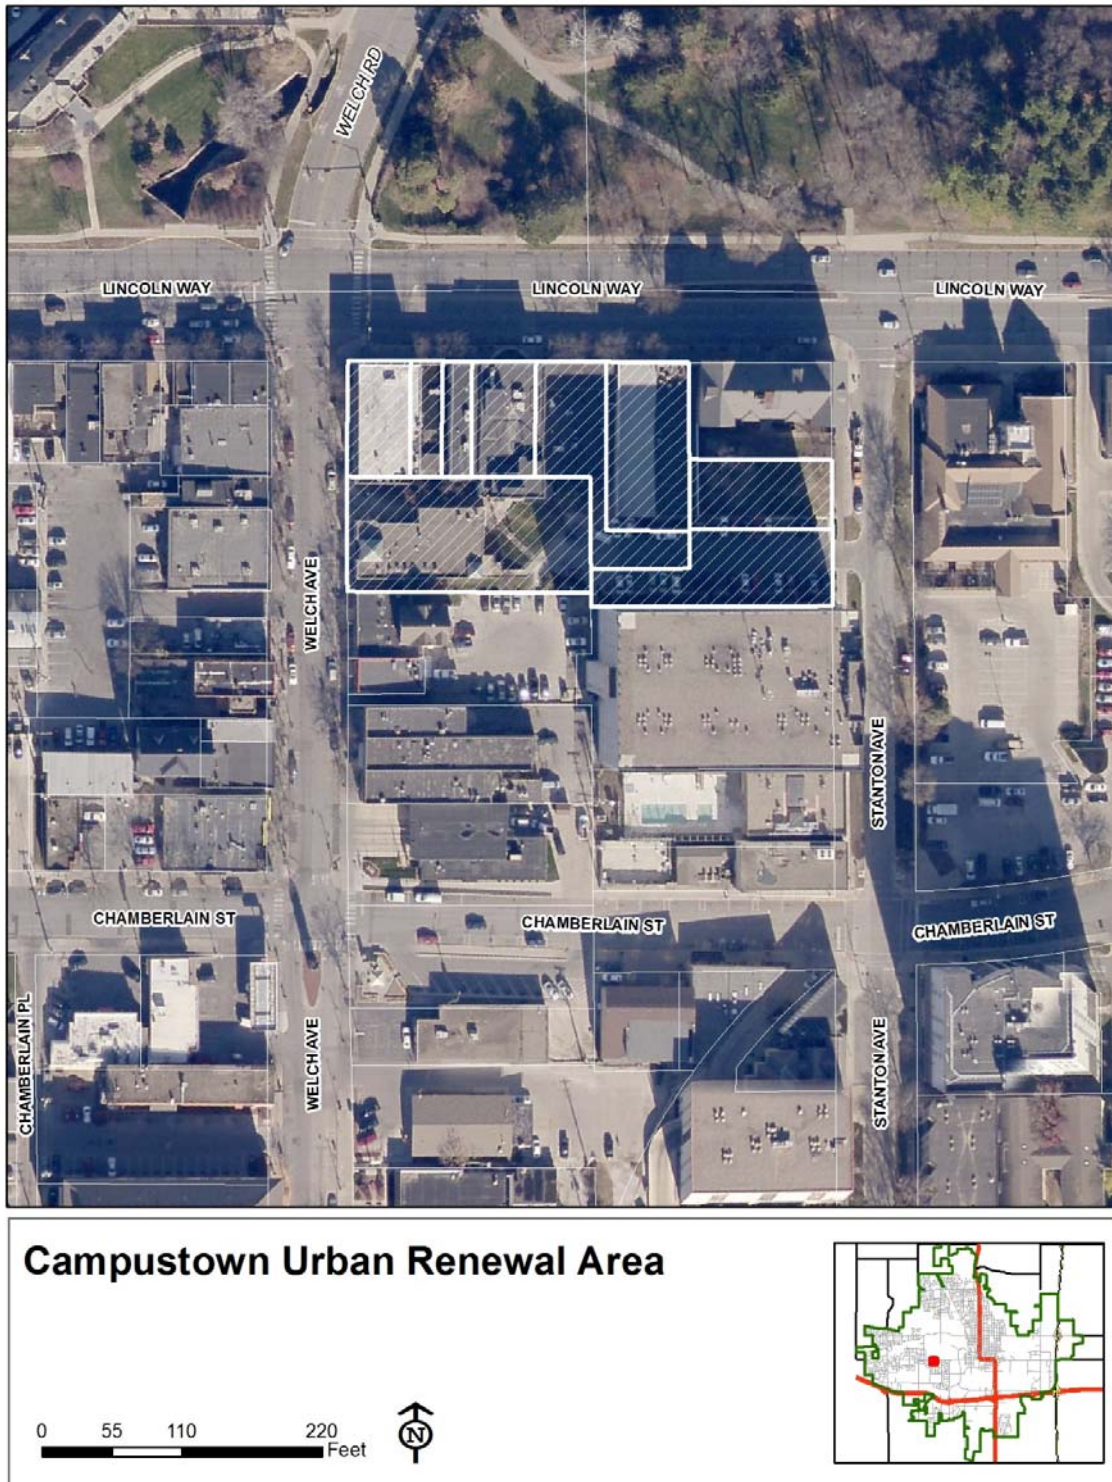 WELCH RD
LINCOLN WAY
LINCOLN WAY
LINCOLN WAY
WELCH AVE
STANTON AVE
CHAMBERLAIN ST
CHAMBERLAIN ST
CHAMBERLAIN ST
CHAMBERLAIN PL
WELCH AVE
STANTON AVE
Campustown Urban Renewal Area
0 55 110 220
Feet
N